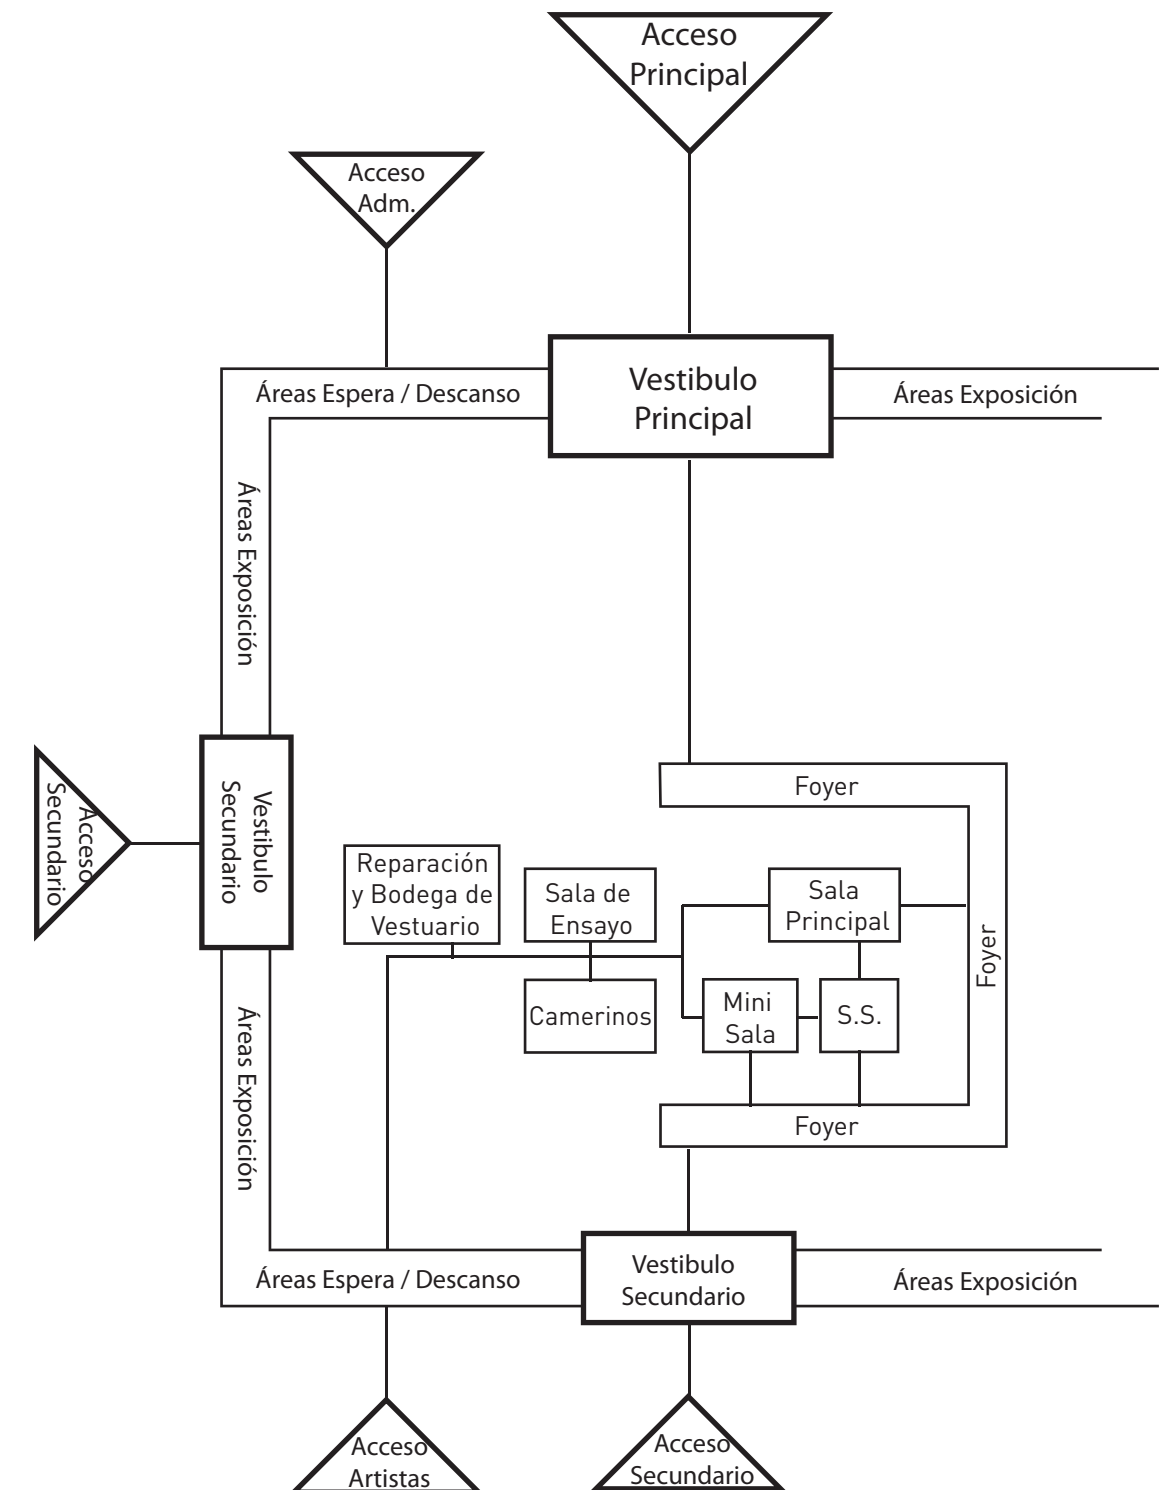 Acceso
Principal
Acceso
Adm.
Vestibulo
Principal
Áreas Espera / Descanso
Áreas Exposición
Áreas Exposición
Acceso
Secundario
Vestibulo
Secundario
Foyer
Reparación
y Bodega de
Vestuario
Sala de
Ensayo
Sala
Principal
Foyer
Camerinos
Mini
Sala
S.S.
Áreas Exposición
Foyer
Áreas Espera / Descanso
Vestibulo
Secundario
Áreas Exposición
Acceso
Artistas
Acceso
Secundario